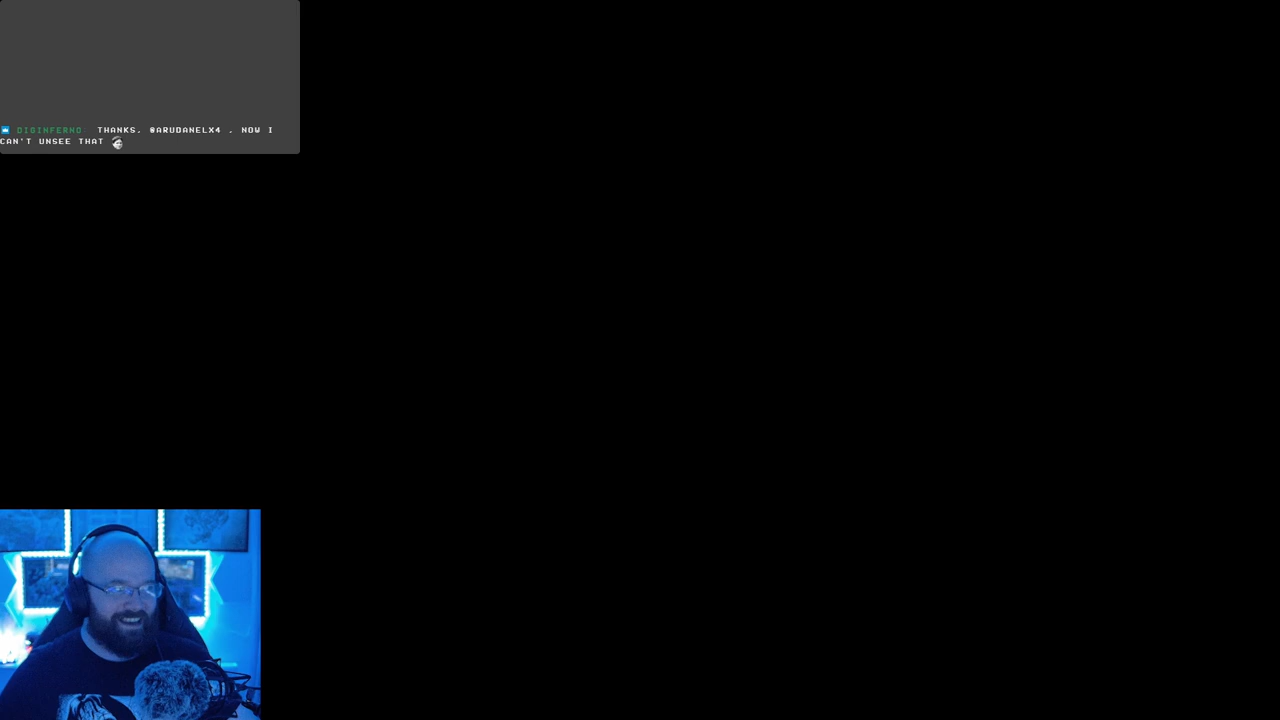 DIGINFERNO THANKS. @ARUDANELX4 . NOW I
CAN'T UNSEE THAT